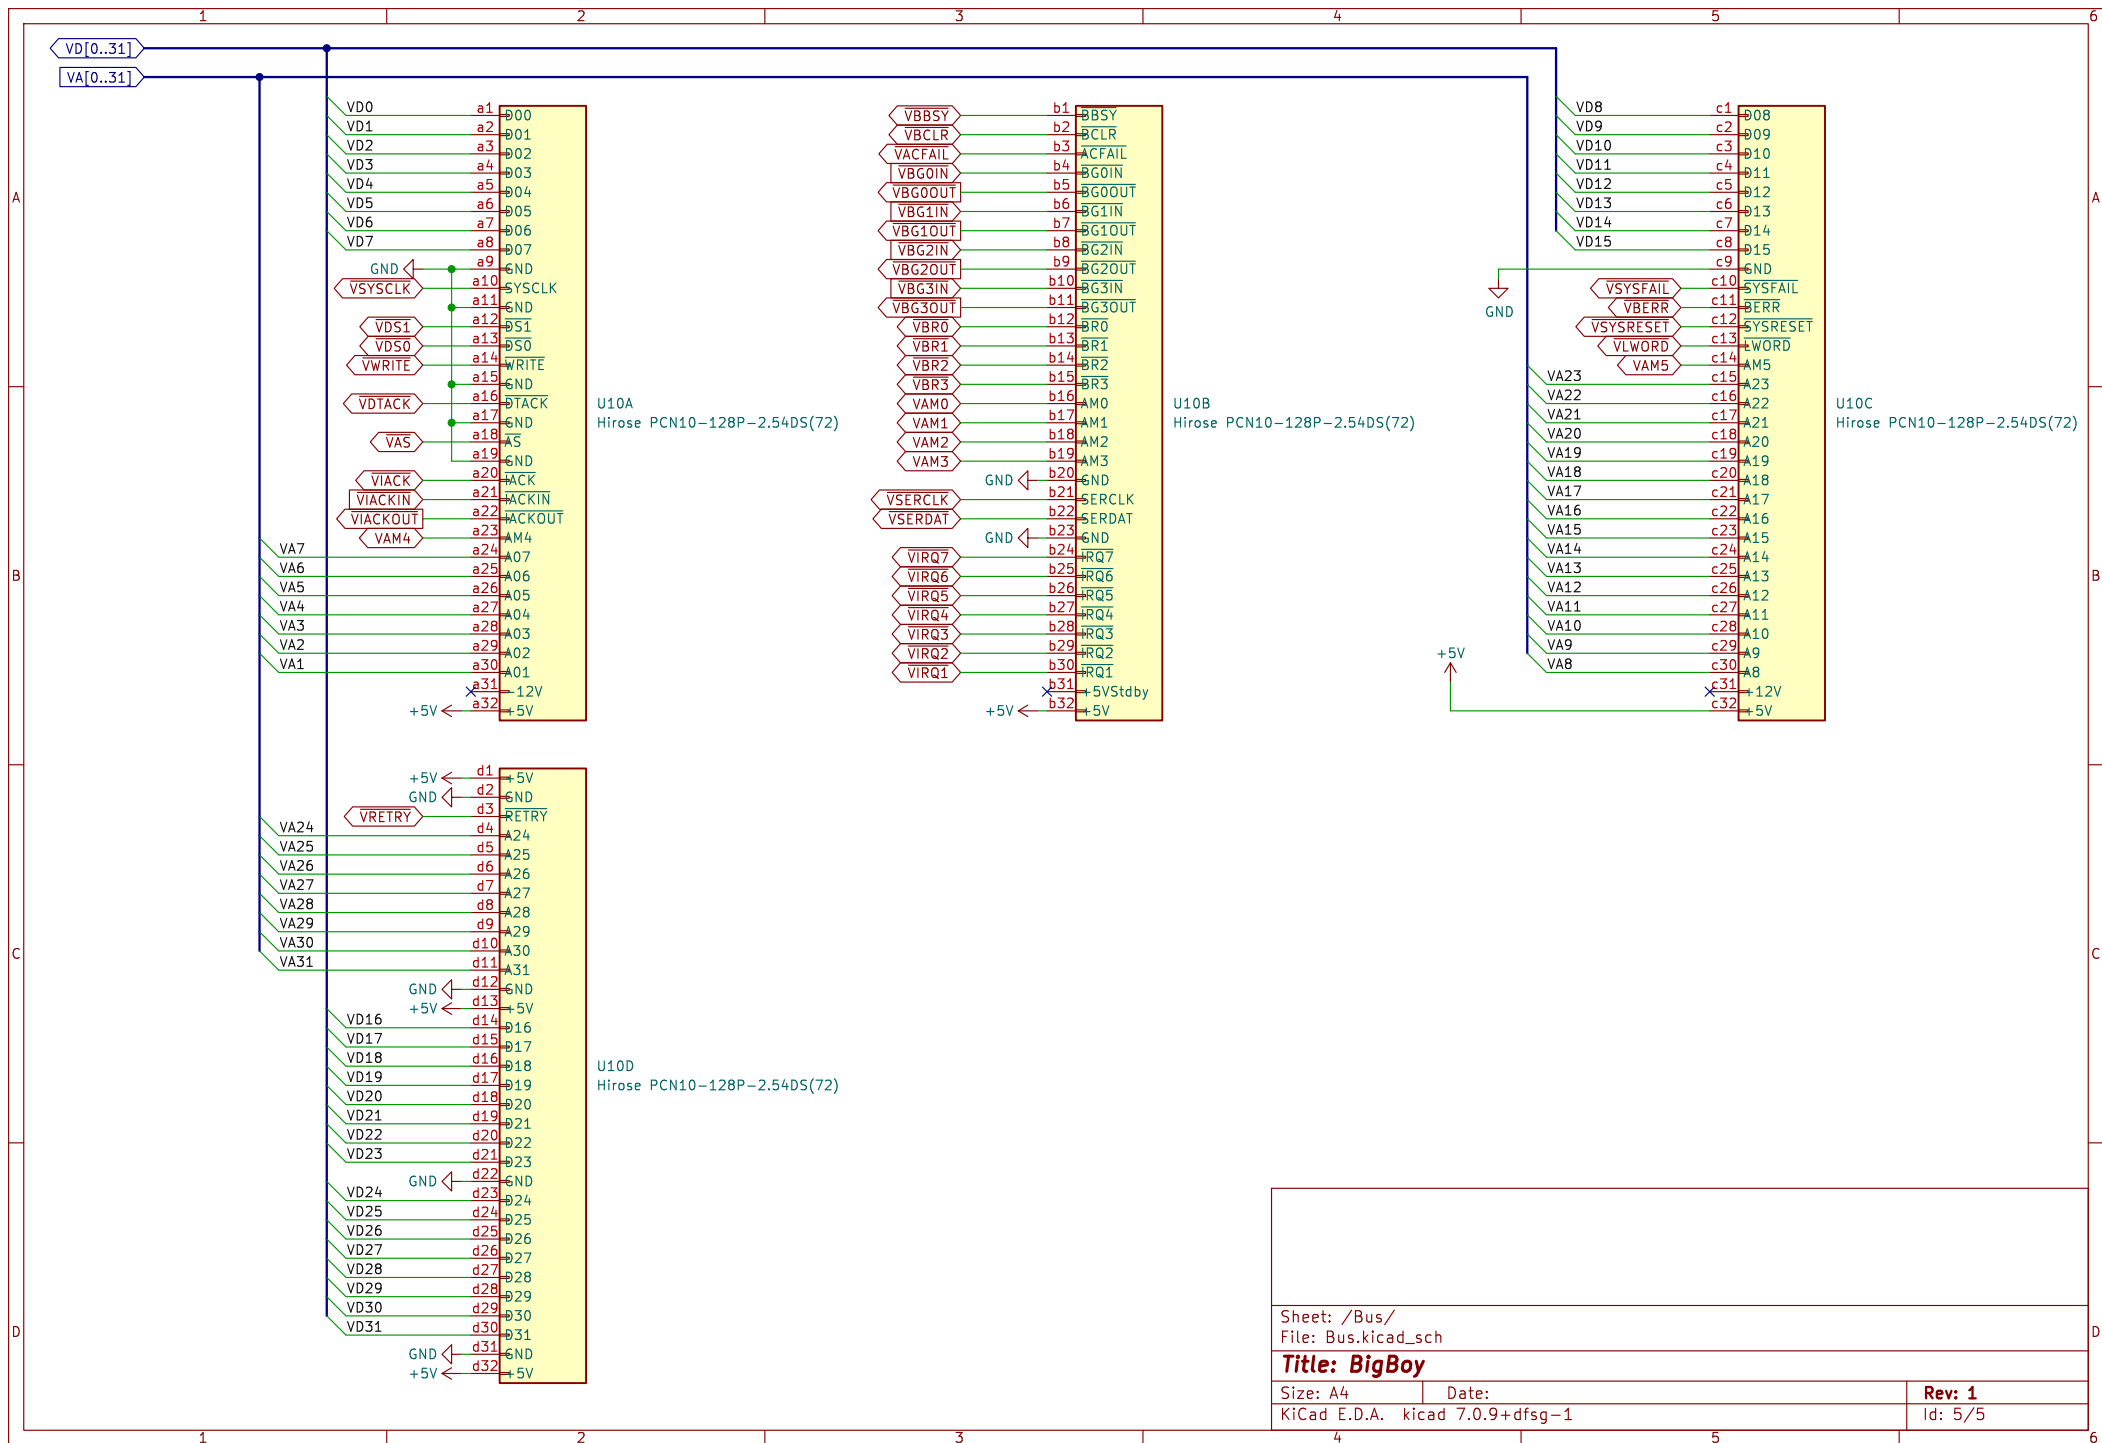 1 2 3 4 5 6
VD[0..31]
VA[0..31]
A
B
C
D
VD0 a1 D00
VD1 a2 D01
VD2 a3 D02
VD3 a4 D03
VD4 a5 D04
VD5 a6 D05
VD6 a7 D06
VD7 a8 D07
GND a9 GND
VSYSCLK a10 SYSCLK
a11 GND
VDS1 a12 DS1
VDS0 a13 DS0
VWRITE a14 WRITE
a15 GND
VDTACK a16 DTACK
a17 GND
VAS a18 AS
a19 GND
VIACK a20 IACK
VIACKIN a21 IACKIN
VIACKOUT a22 IACKOUT
VAM4 a23 AM4
VA7 a24 A07
VA6 a25 A06
VA5 a26 A05
VA4 a27 A04
VA3 a28 A03
VA2 a29 A02
VA1 a30 A01
a31 -12V
+5V a32 +5V
U10A
Hirose PCN10-128P-2.54DS(72)
VBBSY b1 BBSY
VBCLR b2 BCLR
VACFAIL b3 ACFAIL
VBG0IN b4 BG0IN
VBG0OUT b5 BG0OUT
VBG1IN b6 BG1IN
VBG1OUT b7 BG1OUT
VBG2IN b8 BG2IN
VBG2OUT b9 BG2OUT
VBG3IN b10 BG3IN
VBG3OUT b11 BG3OUT
VBR0 b12 BR0
VBR1 b13 BR1
VBR2 b14 BR2
VBR3 b15 BR3
VAM0 b16 AM0
VAM1 b17 AM1
VAM2 b18 AM2
VAM3 b19 AM3
GND b20 GND
VSERCLK b21 SERCLK
VSERDAT b22 SERDAT
GND b23 GND
VIRQ7 b24 IRQ7
VIRQ6 b25 IRQ6
VIRQ5 b26 IRQ5
VIRQ4 b27 IRQ4
VIRQ3 b28 IRQ3
VIRQ2 b29 IRQ2
VIRQ1 b30 IRQ1
b31 +5VStdby
+5V b32 +5V
U10B
Hirose PCN10-128P-2.54DS(72)
VD8 c1 D08
VD9 c2 D09
VD10 c3 D10
VD11 c4 D11
VD12 c5 D12
VD13 c6 D13
VD14 c7 D14
VD15 c8 D15
GND c9 GND
VSYSFAIL c10 SYSFAIL
VBERR c11 BERR
VSYSRESET c12 SYSRESET
VLWORD c13 LWORD
VAM5 c14 AM5
VA23 c15 A23
VA22 c16 A22
VA21 c17 A21
VA20 c18 A20
VA19 c19 A19
VA18 c20 A18
VA17 c21 A17
VA16 c22 A16
VA15 c23 A15
VA14 c24 A14
VA13 c25 A13
VA12 c26 A12
VA11 c27 A11
VA10 c28 A10
VA9 c29 A9
VA8 c30 A8
c31 +12V
+5V c32 +5V
U10C
Hirose PCN10-128P-2.54DS(72)
+5V d1 +5V
GND d2 GND
VRETRY d3 RETRY
VA24 d4 A24
VA25 d5 A25
VA26 d6 A26
VA27 d7 A27
VA28 d8 A28
VA29 d9 A29
VA30 d10 A30
VA31 d11 A31
GND d12 GND
+5V d13 +5V
VD16 d14 D16
VD17 d15 D17
VD18 d16 D18
VD19 d17 D19
VD20 d18 D20
VD21 d19 D21
VD22 d20 D22
VD23 d21 D23
GND d22 GND
VD24 d23 D24
VD25 d24 D25
VD26 d25 D26
VD27 d26 D27
VD28 d27 D28
VD29 d28 D29
VD30 d29 D30
VD31 d30 D31
GND d31 GND
+5V d32 +5V
U10D
Hirose PCN10-128P-2.54DS(72)
A
B
C
D
Sheet: /Bus/
File: Bus.kicad_sch
Title: BigBoy
Size: A4 Date: Rev: 1
KiCad E.D.A. kicad 7.0.9+dfsg-1 Id: 5/5
1 2 3 4 5 6